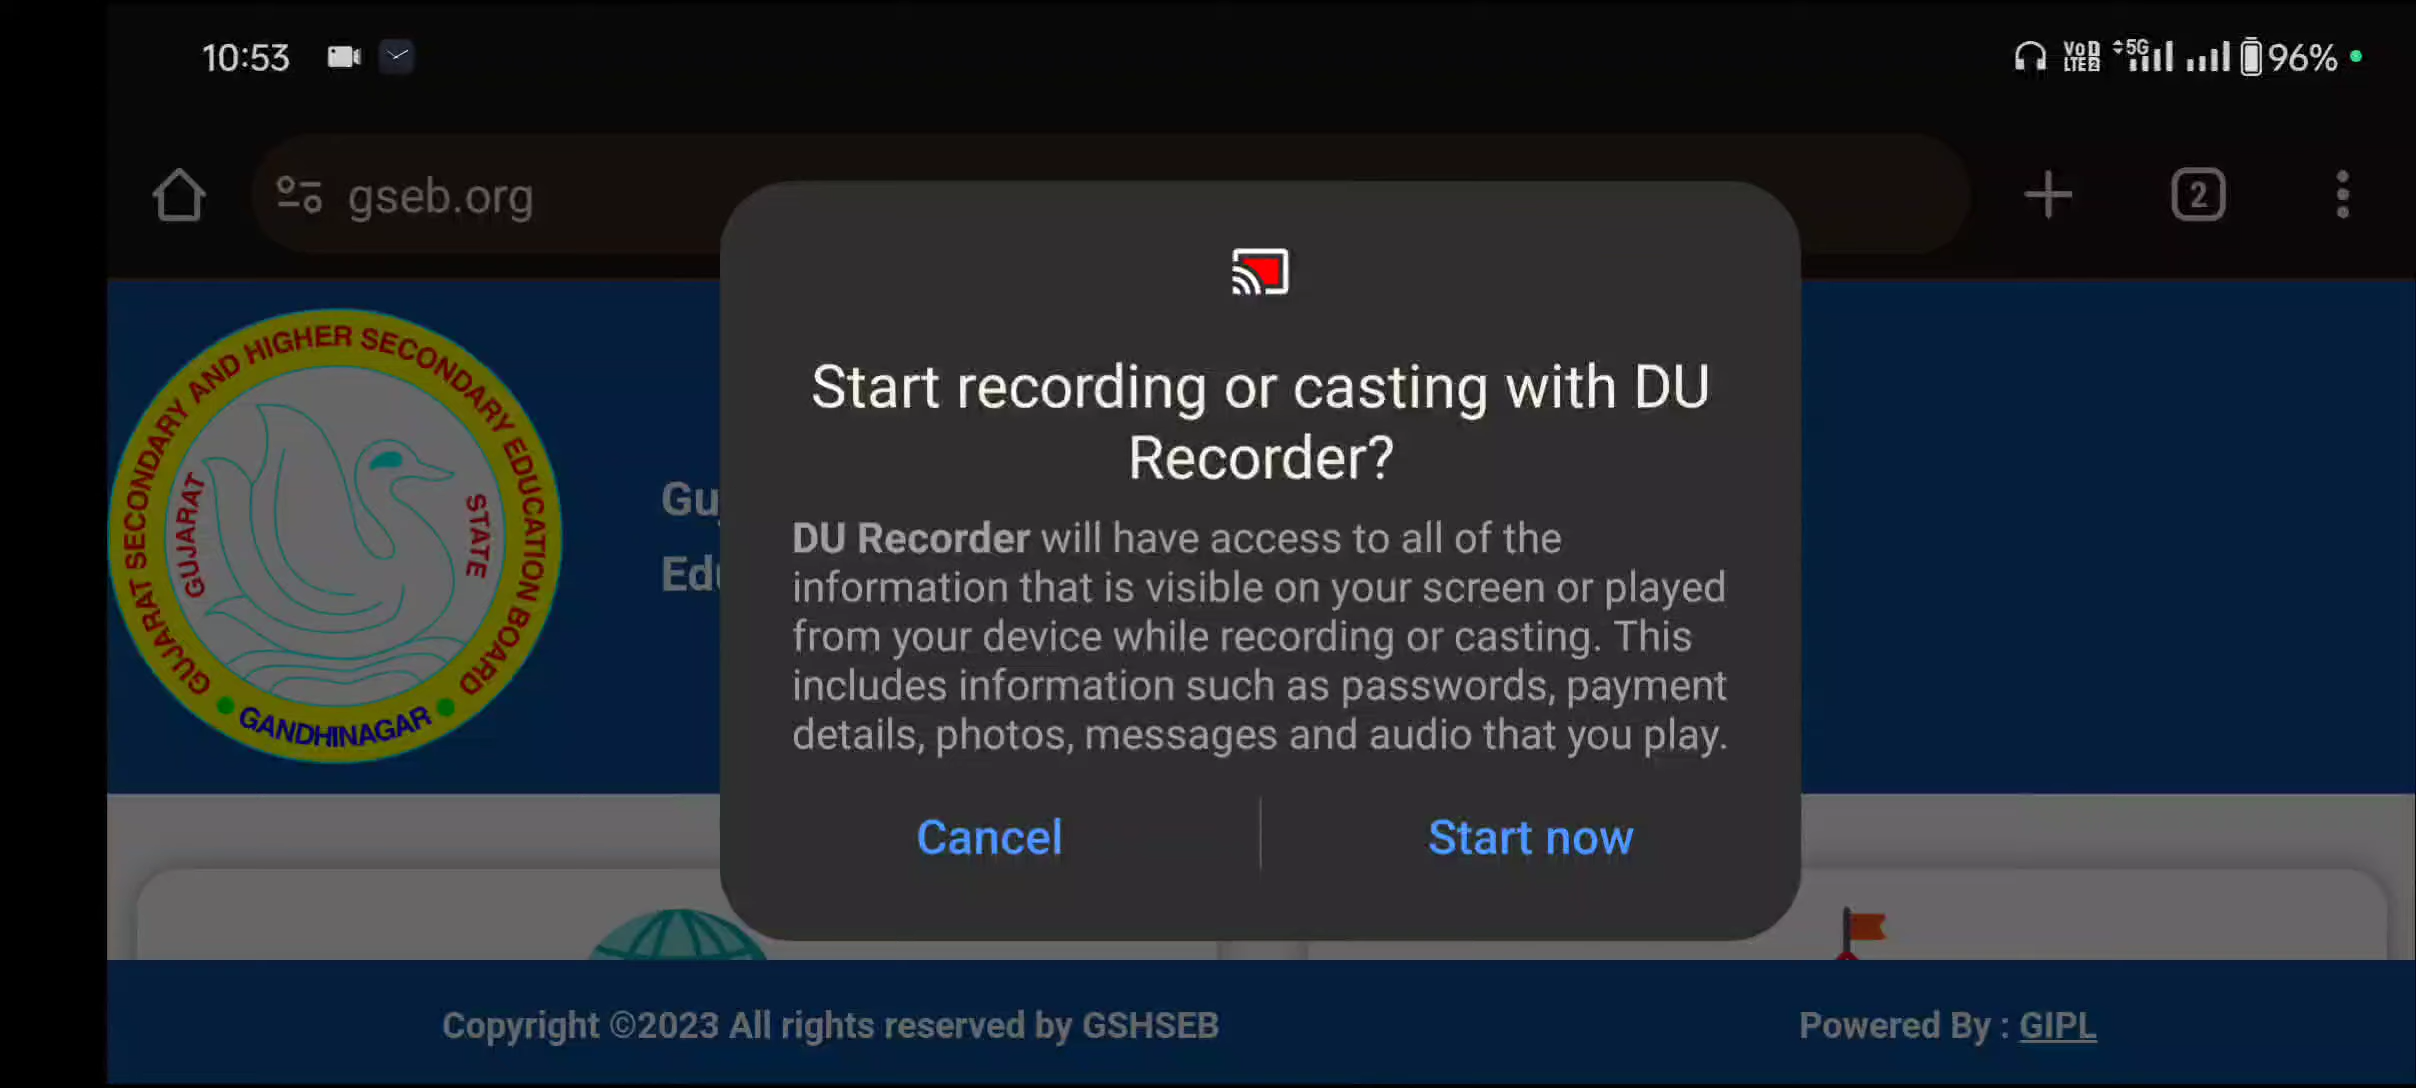 10:53
VoD LTE2 5G 96%
gseb.org
2
GUJARAT SECONDARY AND HIGHER SECONDARY EDUCATION BOARD
GUJARAT STATE
GANDHINAGAR
Start recording or casting with DU
Recorder?
DU Recorder will have access to all of the
information that is visible on your screen or played
from your device while recording or casting. This
includes information such as passwords, payment
details, photos, messages and audio that you play.
Cancel
Start now
Copyright ©2023 All rights reserved by GSHSEB
Powered By : GIPL